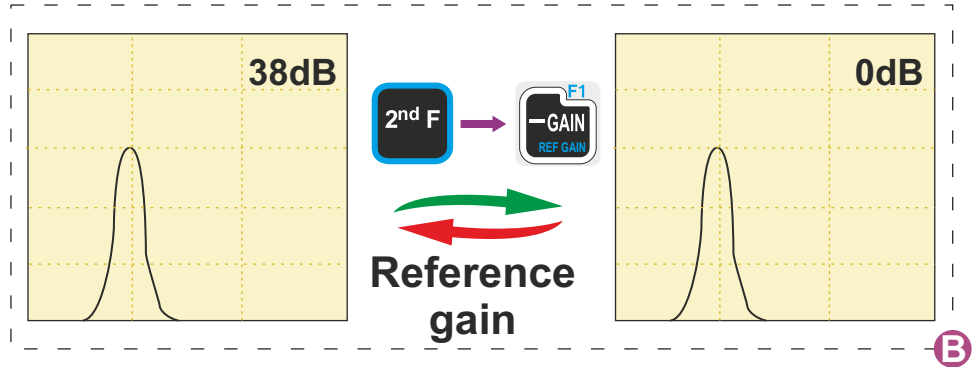 38dB
2nd F
F1
–GAIN
REF GAIN
0dB
Reference
gain
B